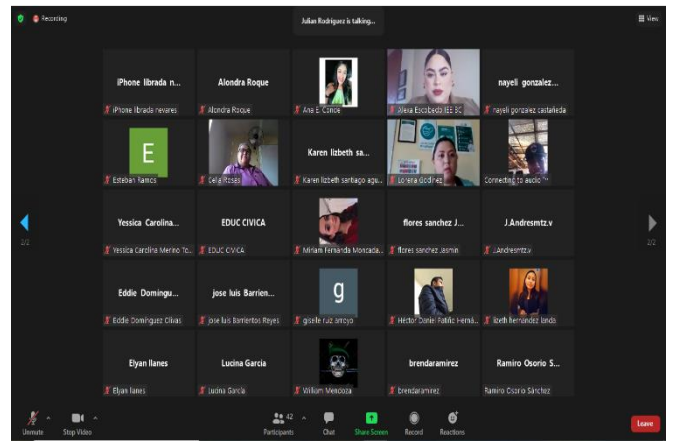 Recording
Julian Rodriguez is talking...
View
iPhone librada n...
Alondra Roque
nayeli gonzalez...
iPhone librada nevares
Alondra Roque
Ana E. Conde
Alexa Escobedo IEE BC
nayeli gonzalez castañeda
E
Karen lizbeth sa...
Esteban Ramos
Celia Rosas
Karen lizbeth santiago agu...
Lorena Godinez
Connecting to audio
Yessica Carolina...
EDUC CIVICA
flores sanchez J...
J.Andresmtz.v
2/2
2/2
Yessica Carolina Merino To...
EDUC CIVICA
Miriam Fernanda Moncada...
flores sanchez Jasmin
J.Andresmtz.v
Eddie Domingu...
jose luis Barrien...
g
Eddie Dominguez Olivas
jose luis Barrientos Reyes
giselle ruiz arroyo
Héctor Daniel Patiño Herná...
lizeth hernandez landa
Elyan llanes
Lucina Garcia
brendaramirez
Ramiro Osorio S...
Elyan llanes
Lucina García
William Mendoza
brendaramirez
Ramiro Osorio Sánchez
42
Unmute
Stop Video
Participants
Chat
Share Screen
Record
Reactions
Leave